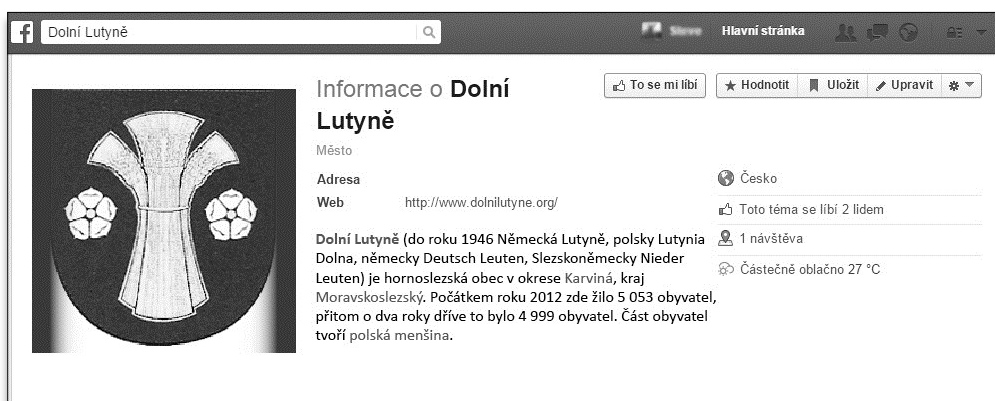 f
Dolní Lutyně
Hlavní stránka
Informace o Dolní
Lutyně
To se mi líbí
Hodnotit
Uložit
Upravit
Město
Adresa
Web http://www.dolnilutyne.org/
Dolní Lutyně (do roku 1946 Německá Lutyně, polsky Lutynia
Dolna, německy Deutsch Leuten, Slezskoněmecky Nieder
Leuten) je hornoslezská obec v okrese Karviná, kraj
Moravskoslezský. Počátkem roku 2012 zde žilo 5 053 obyvatel,
přitom o dva roky dříve to bylo 4 999 obyvatel. Část obyvatel
tvoří polská menšina.
Česko
Toto téma se líbí 2 lidem
1 návštěva
Částečně oblačno 27 °C